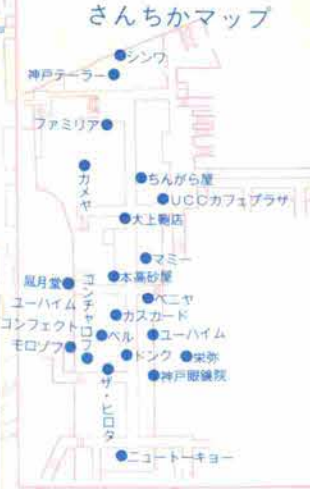 さんちかマップ
シンワ
神戸テーラー
ファミリア
カメヤ
ちんがら屋
UCCカフェプラザ
大上鞄店
マミー
本高砂屋
凮月堂
ベニヤ
ゴンチャロフ
ユーハイム
コンフェクト
カスカード
ベル
ユーハイム
モロゾフ
ドンク
栄弥
ザ・ヒロタ
神戸眼鏡院
ニュートーキョー